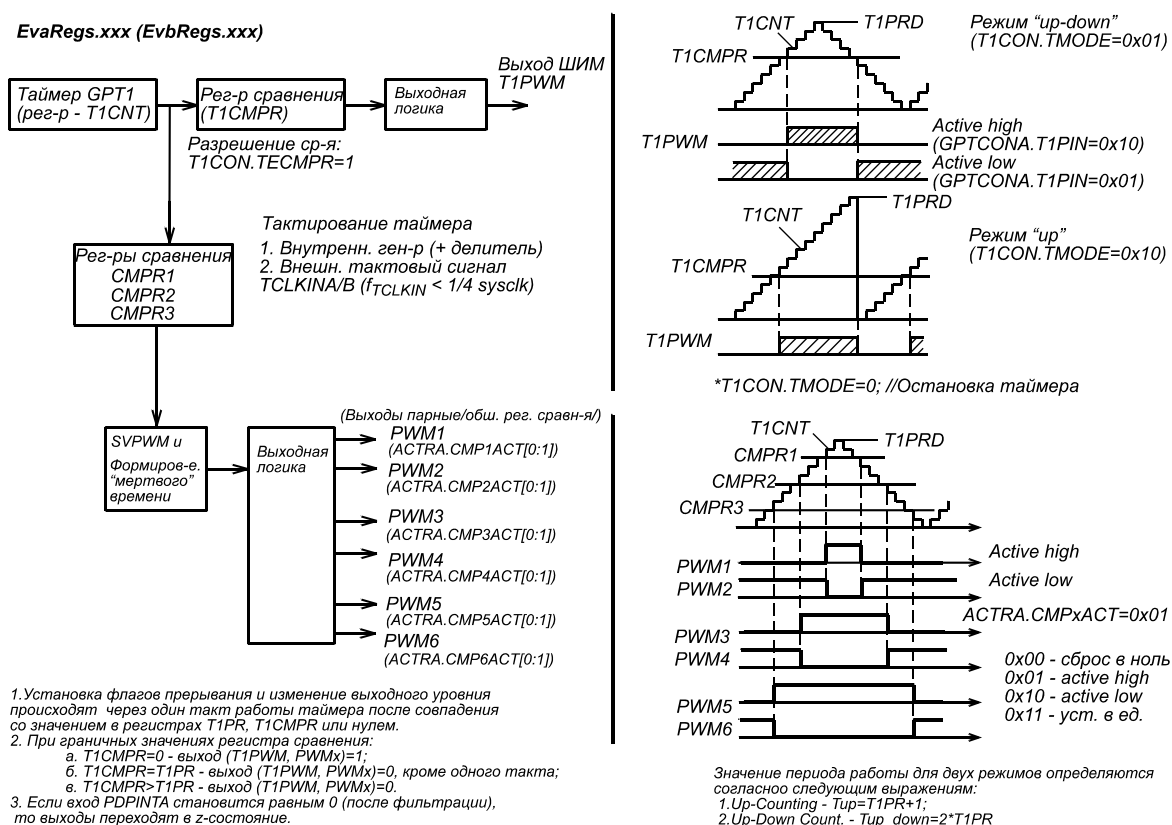 EvaRegs.xxx (EvbRegs.xxx)
Таймер GPT1
(рег-р - T1CNT)
Рег-р сравнения
(T1CMPR)
Выходная
логика
Выход ШИМ
T1PWM
Разрешение ср-я:
T1CON.TECMPR=1
Тактирование таймера
1. Внутренн. ген-р (+ делитель)
2. Внешн. тактовый сигнал
TCLKINA/B (fTCLKIN < 1/4 sysclk)
Рег-ры сравнения
CMPR1
CMPR2
CMPR3
SVPWM и
Формиров-е.
“мертвого”
времени
Выходная
логика
(Выходы парные/общ. рег. сравн-я/)
PWM1
(ACTRA.CMP1ACT[0:1])
PWM2
(ACTRA.CMP2ACT[0:1])
PWM3
(ACTRA.CMP3ACT[0:1])
PWM4
(ACTRA.CMP4ACT[0:1])
PWM5
(ACTRA.CMP5ACT[0:1])
PWM6
(ACTRA.CMP6ACT[0:1])
1.Установка флагов прерывания и изменение выходного уровня
происходят через один такт работы таймера после совпадения
со значением в регистрах T1PR, T1CMPR или нулем.
2. При граничных значениях регистра сравнения:
а. T1CMPR=0 - выход (T1PWM, PWMx)=1;
б. T1CMPR=T1PR - выход (T1PWM, PWMx)=0, кроме одного такта;
в. T1CMPR>T1PR - выход (T1PWM, PWMx)=0.
3. Если вход PDPINTA становится равным 0 (после фильтрации),
то выходы переходят в z-состояние.
T1CNT
T1PRD
Режим “up-down”
(T1CON.TMODE=0x01)
T1CMPR
T1PWM
Active high
(GPTCONA.T1PIN=0x10)
Active low
(GPTCONA.T1PIN=0x01)
T1CNT
T1PRD
Режим “up”
(T1CON.TMODE=0x10)
T1CMPR
T1PWM
*T1CON.TMODE=0; //Остановка таймера
T1CNT
T1PRD
CMPR1
CMPR2
CMPR3
PWM1
Active high
PWM2
Active low
ACTRA.CMPxACT=0x01
PWM3
PWM4
0x00 - сброс в ноль
0x01 - active high
0x10 - active low
0x11 - уст. в ед.
PWM5
PWM6
Значение периода работы для двух режимов определяются
согласноо следующим выражениям:
1.Up-Counting - Tup=T1PR+1;
2.Up-Down Count. - Tup_down=2*T1PR